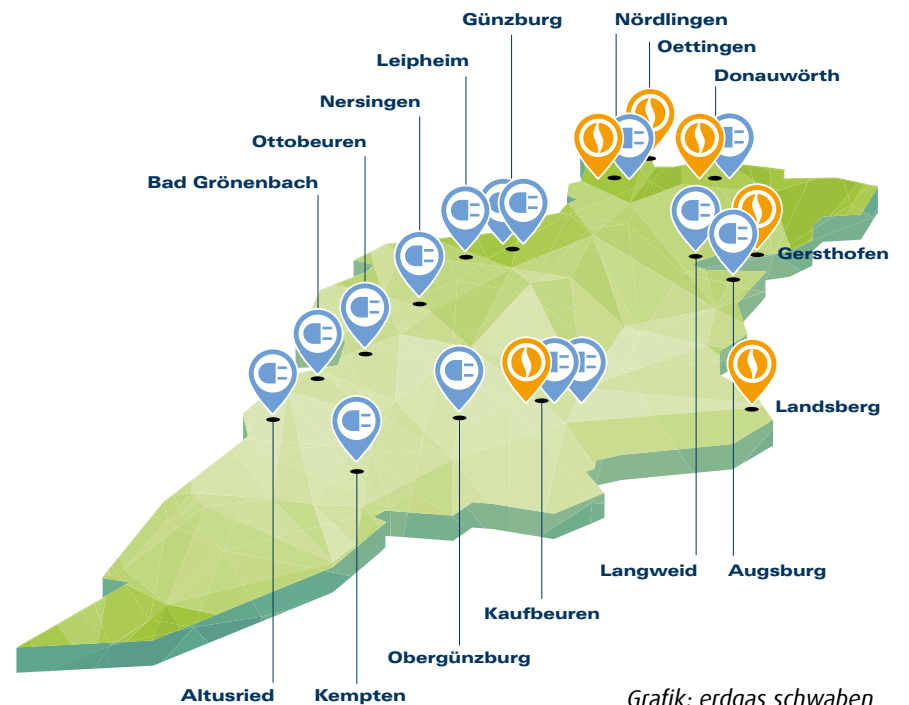 Günzburg
Nördlingen
Oettingen
Leipheim
Donauwörth
Nersingen
Ottobeuren
Bad Grönenbach
Gersthofen
Landsberg
Langweid
Augsburg
Kaufbeuren
Obergünzburg
Altusried
Kempten
Grafik: erdgas schwaben